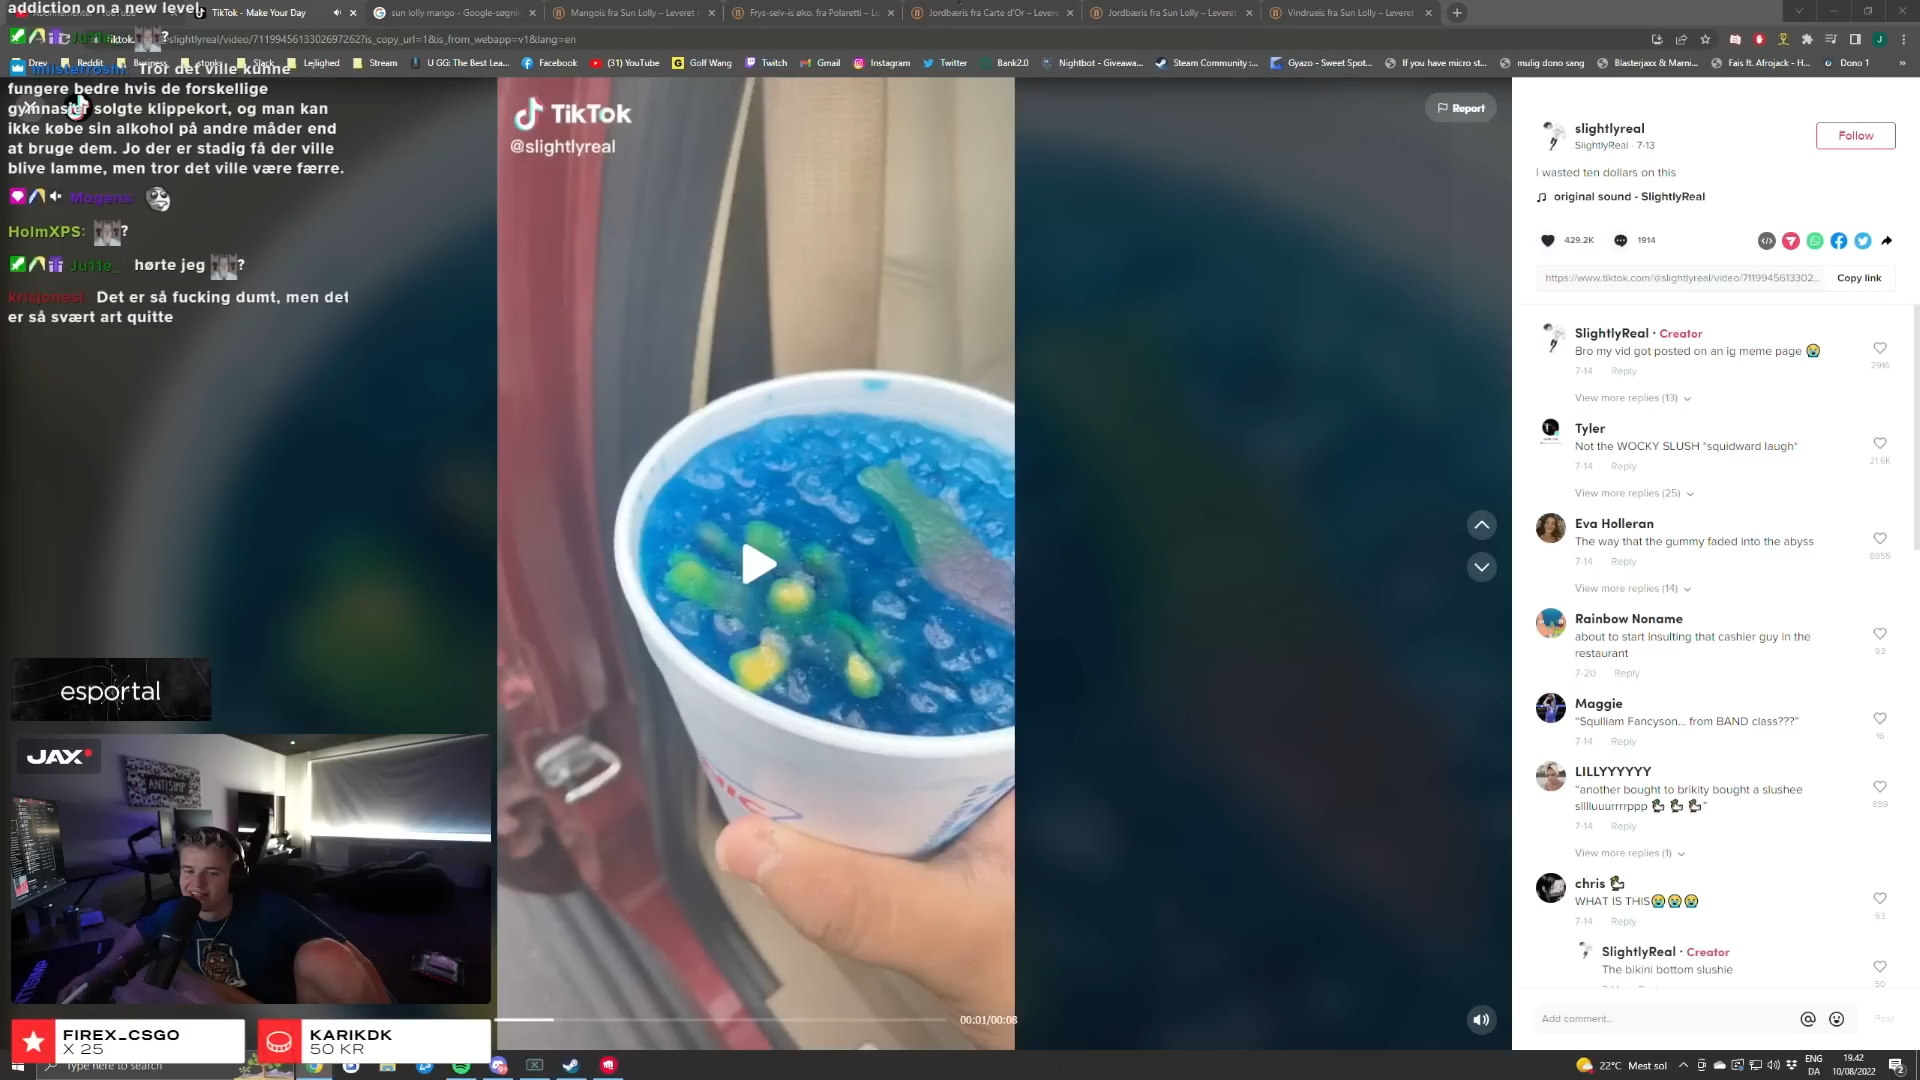 TikTok - Make Your Day
sun lolly mango - Google-søgnin
Mangois fra Sun Lolly – Leveret
Frys-selv-is øko. fra Polaretti – L
Jordbæris fra Carte d'Or – Levere
Jordbæris fra Sun Lolly – Leveret
Vindrueis fra Sun Lolly – Leveret
slightlyreal/video/7119945613302697262?is_copy_url=1&is_from_webapp=v1&lang=en
Drev
Reddit
Business
stonks
Slack
Lejlighed
Stream
U GG: The Best Lea...
Facebook
(31) YouTube
Golf Wang
Twitch
Gmail
Instagram
Twitter
Bank2.0
Nightbot - Giveawa...
Steam Community :...
Gyazo - Sweet Spot...
If you have micro st...
mulig dono sang
Blasterjaxx & Marni...
Fais ft. Afrojack - H...
Dono 1
addiction on a new level
Tror det ville kunne
fungere bedre hvis de forskellige
gymnasier solgte klippekort, og man kan
ikke købe sin alkohol på andre måder end
at bruge dem. Jo der er stadig få der ville
blive lamme, men tror det ville være færre.
Mogens:
HolmXPS: ?
Ju11e_: hørte jeg ?
krisjonesj: Det er så fucking dumt, men det
er så svært art quitte
TikTok
@slightlyreal
Report
esportal
JAX
ANTISIMP
FIREX_CSGO
X 25
KARIKDK
50 KR
00:01/00:08
slightlyreal
SlightlyReal · 7-13
Follow
I wasted ten dollars on this
original sound - SlightlyReal
429.2K
1914
https://www.tiktok.com/@slightlyreal/video/7119945613302...
Copy link
SlightlyReal · Creator
Bro my vid got posted on an ig meme page 😭
7-14 Reply
2916
View more replies (13)
Tyler
Not the WOCKY SLUSH *squidward laugh*
7-14 Reply
21.6K
View more replies (25)
Eva Holleran
The way that the gummy faded into the abyss
7-14 Reply
8955
View more replies (14)
Rainbow Noname
about to start insulting that cashier guy in the
restaurant
7-20 Reply
93
Maggie
“Squlliam Fancyson... from BAND class???”
7-14 Reply
16
LILLYYYYYY
“another bought to brikity bought a slushee
slllluuurrrrppp 🦆 🦆 🦆”
7-14 Reply
859
View more replies (1)
chris 🦆
WHAT IS THIS😭😭😭
7-14 Reply
63
SlightlyReal · Creator
The bikini bottom slushie
50
Add comment...
Post
Type here to search
22°C Mest sol
ENG
DA
19.42
10/08/2022